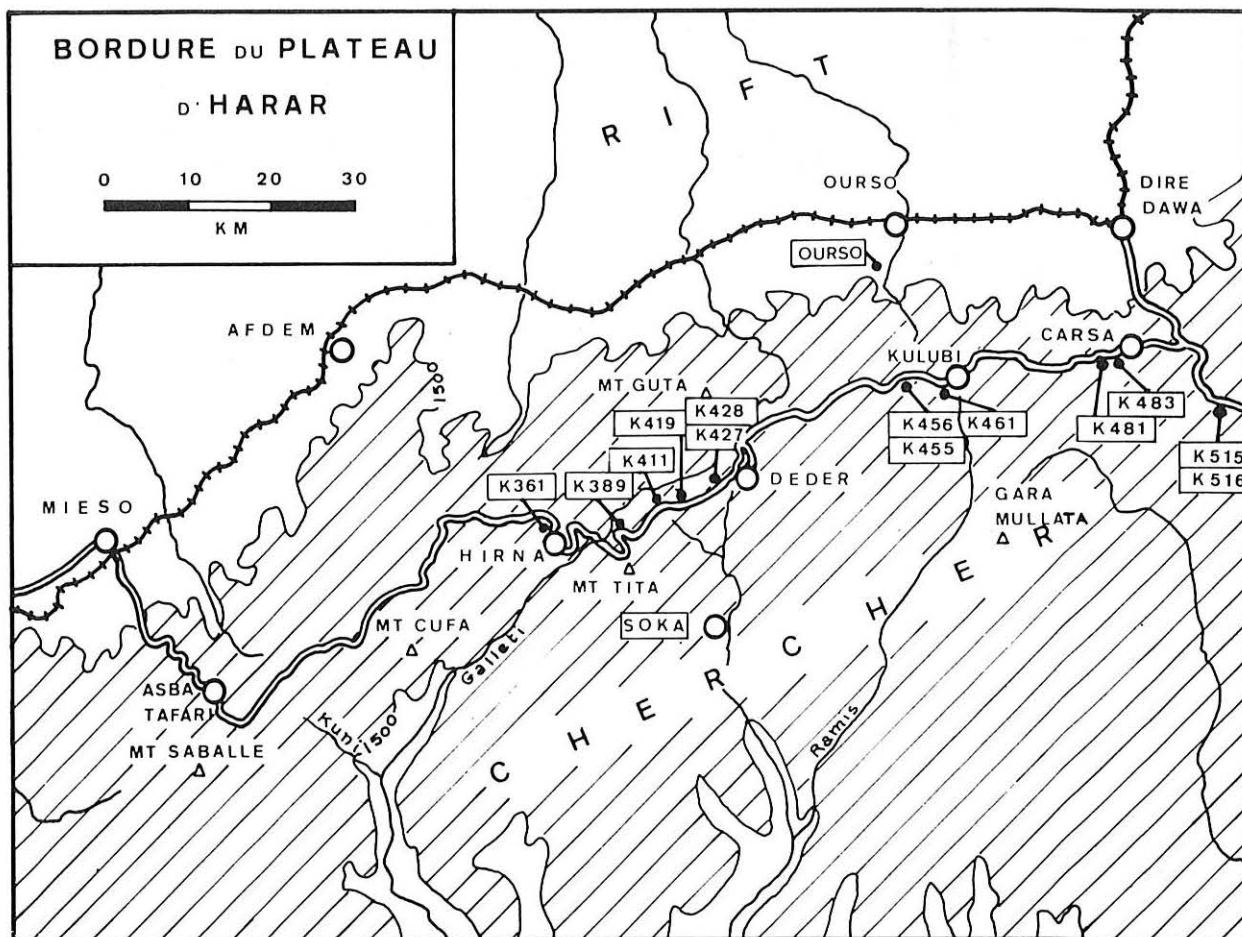 BORDURE DU PLATEAU
D' HARAR
0 10 20 30
KM
RIFT
OURSO
DIRE
DAWA
OURSO
AFDEM
1500
CARSA
KULUBI
MT GUTA
K428
K419
K427
K456
K461
K483
K455
K481
K411
K515
K516
K361
K389
DEDER
GARA
MULLATA
MIESO
HIRNA
MT TITA
MT CUFA
SOKA
Galleti
CHERCHER
ASBA
TAFARI
Kuni
1500
Ramis
MT SABALLE